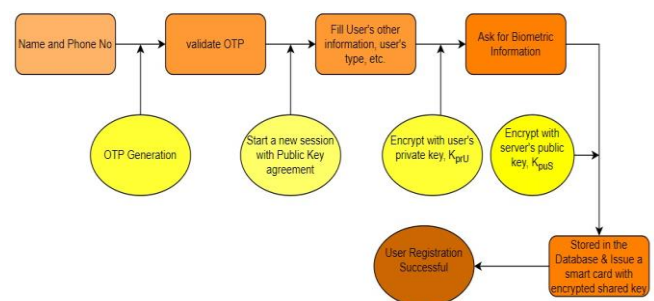 Name and Phone No
validate OTP
Fill User's other
information, user's
type, etc.
Ask for Biometric
Information
OTP Generation
Start a new session
with Public Key
agreement
Encrypt with user's
private key, KprU
Encrypt with
server's public
key, KpuS
User Registration
Successful
Stored in the
Database & Issue a
smart card with
encrypted shared key